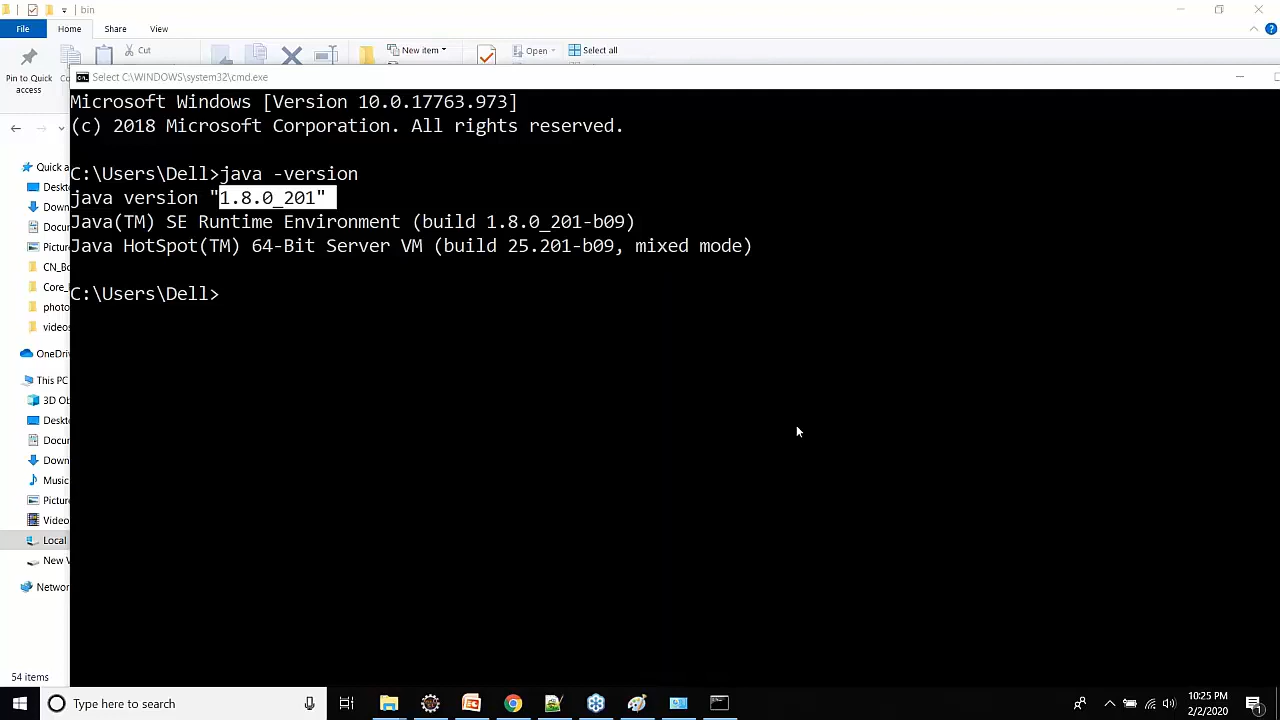 bin
File
Home
Share
View
Cut
New item
Open
Select all
Pin to Quick
access
Select C:\WINDOWS\system32\cmd.exe
Microsoft Windows [Version 10.0.17763.973]
(c) 2018 Microsoft Corporation. All rights reserved.
C:\Users\Dell>java -version
java version "1.8.0_201"
Java(TM) SE Runtime Environment (build 1.8.0_201-b09)
Java HotSpot(TM) 64-Bit Server VM (build 25.201-b09, mixed mode)
C:\Users\Dell>
Quick a
Deskt
Down
Docum
Picture
CN_Bo
Core_
photo
videos
OneDriv
This PC
3D Ob
Deskt
Docum
Down
Music
Picture
Video
Local
New V
Networ
54 items
Type here to search
10:25 PM
2/2/2020